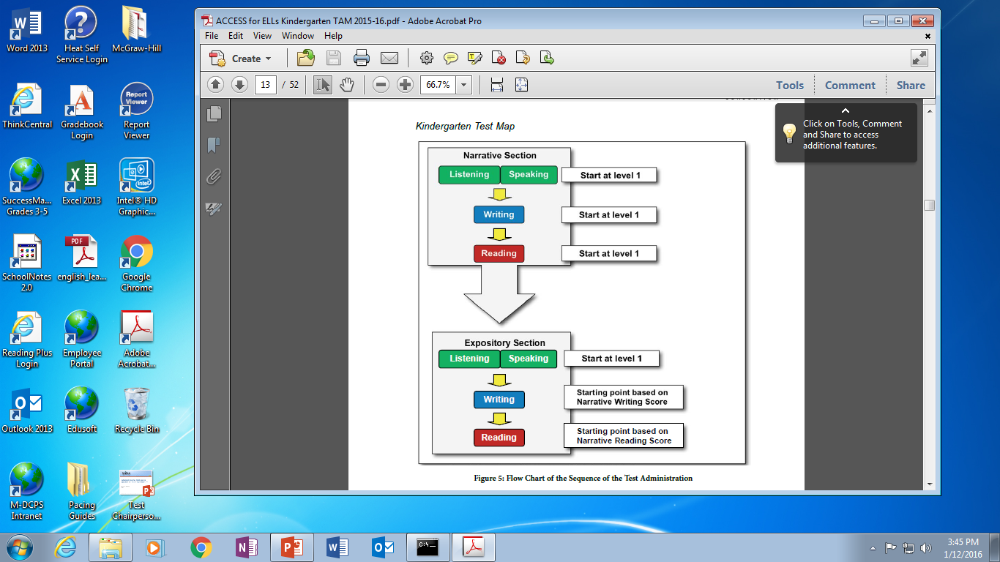 ACCESS for ELLs Kindergarten TAM 2015-16.pdf - Adobe Acrobat Pro
File Edit View Window Help
Create
13 / 52
66.7%
Tools Comment Share
Click on Tools, Comment
and Share to access
additional features.
Kindergarten Test Map
Narrative Section
Listening Speaking Start at level 1
Writing Start at level 1
Reading Start at level 1
Expository Section
Listening Speaking Start at level 1
Writing
Starting point based on
Narrative Writing Score
Reading
Starting point based on
Narrative Reading Score
Figure 5: Flow Chart of the Sequence of the Test Administration
Word 2013
Heat Self
Service Login
McGraw-Hill
ThinkCentral
Gradebook
Login
Report
Viewer
Report
Viewer
SuccessMa...
Grades 3-5
Excel 2013
Intel® HD
Graphic...
SchoolNotes
2.0
PDF
english_lea...
Google
Chrome
Reading Plus
Login
Employee
Portal
Adobe
Acrobat...
Outlook 2013
Edusoft
Recycle Bin
M-DCPS
Intranet
Pacing
Guides
Test
Chairperso...
3:45 PM
1/12/2016